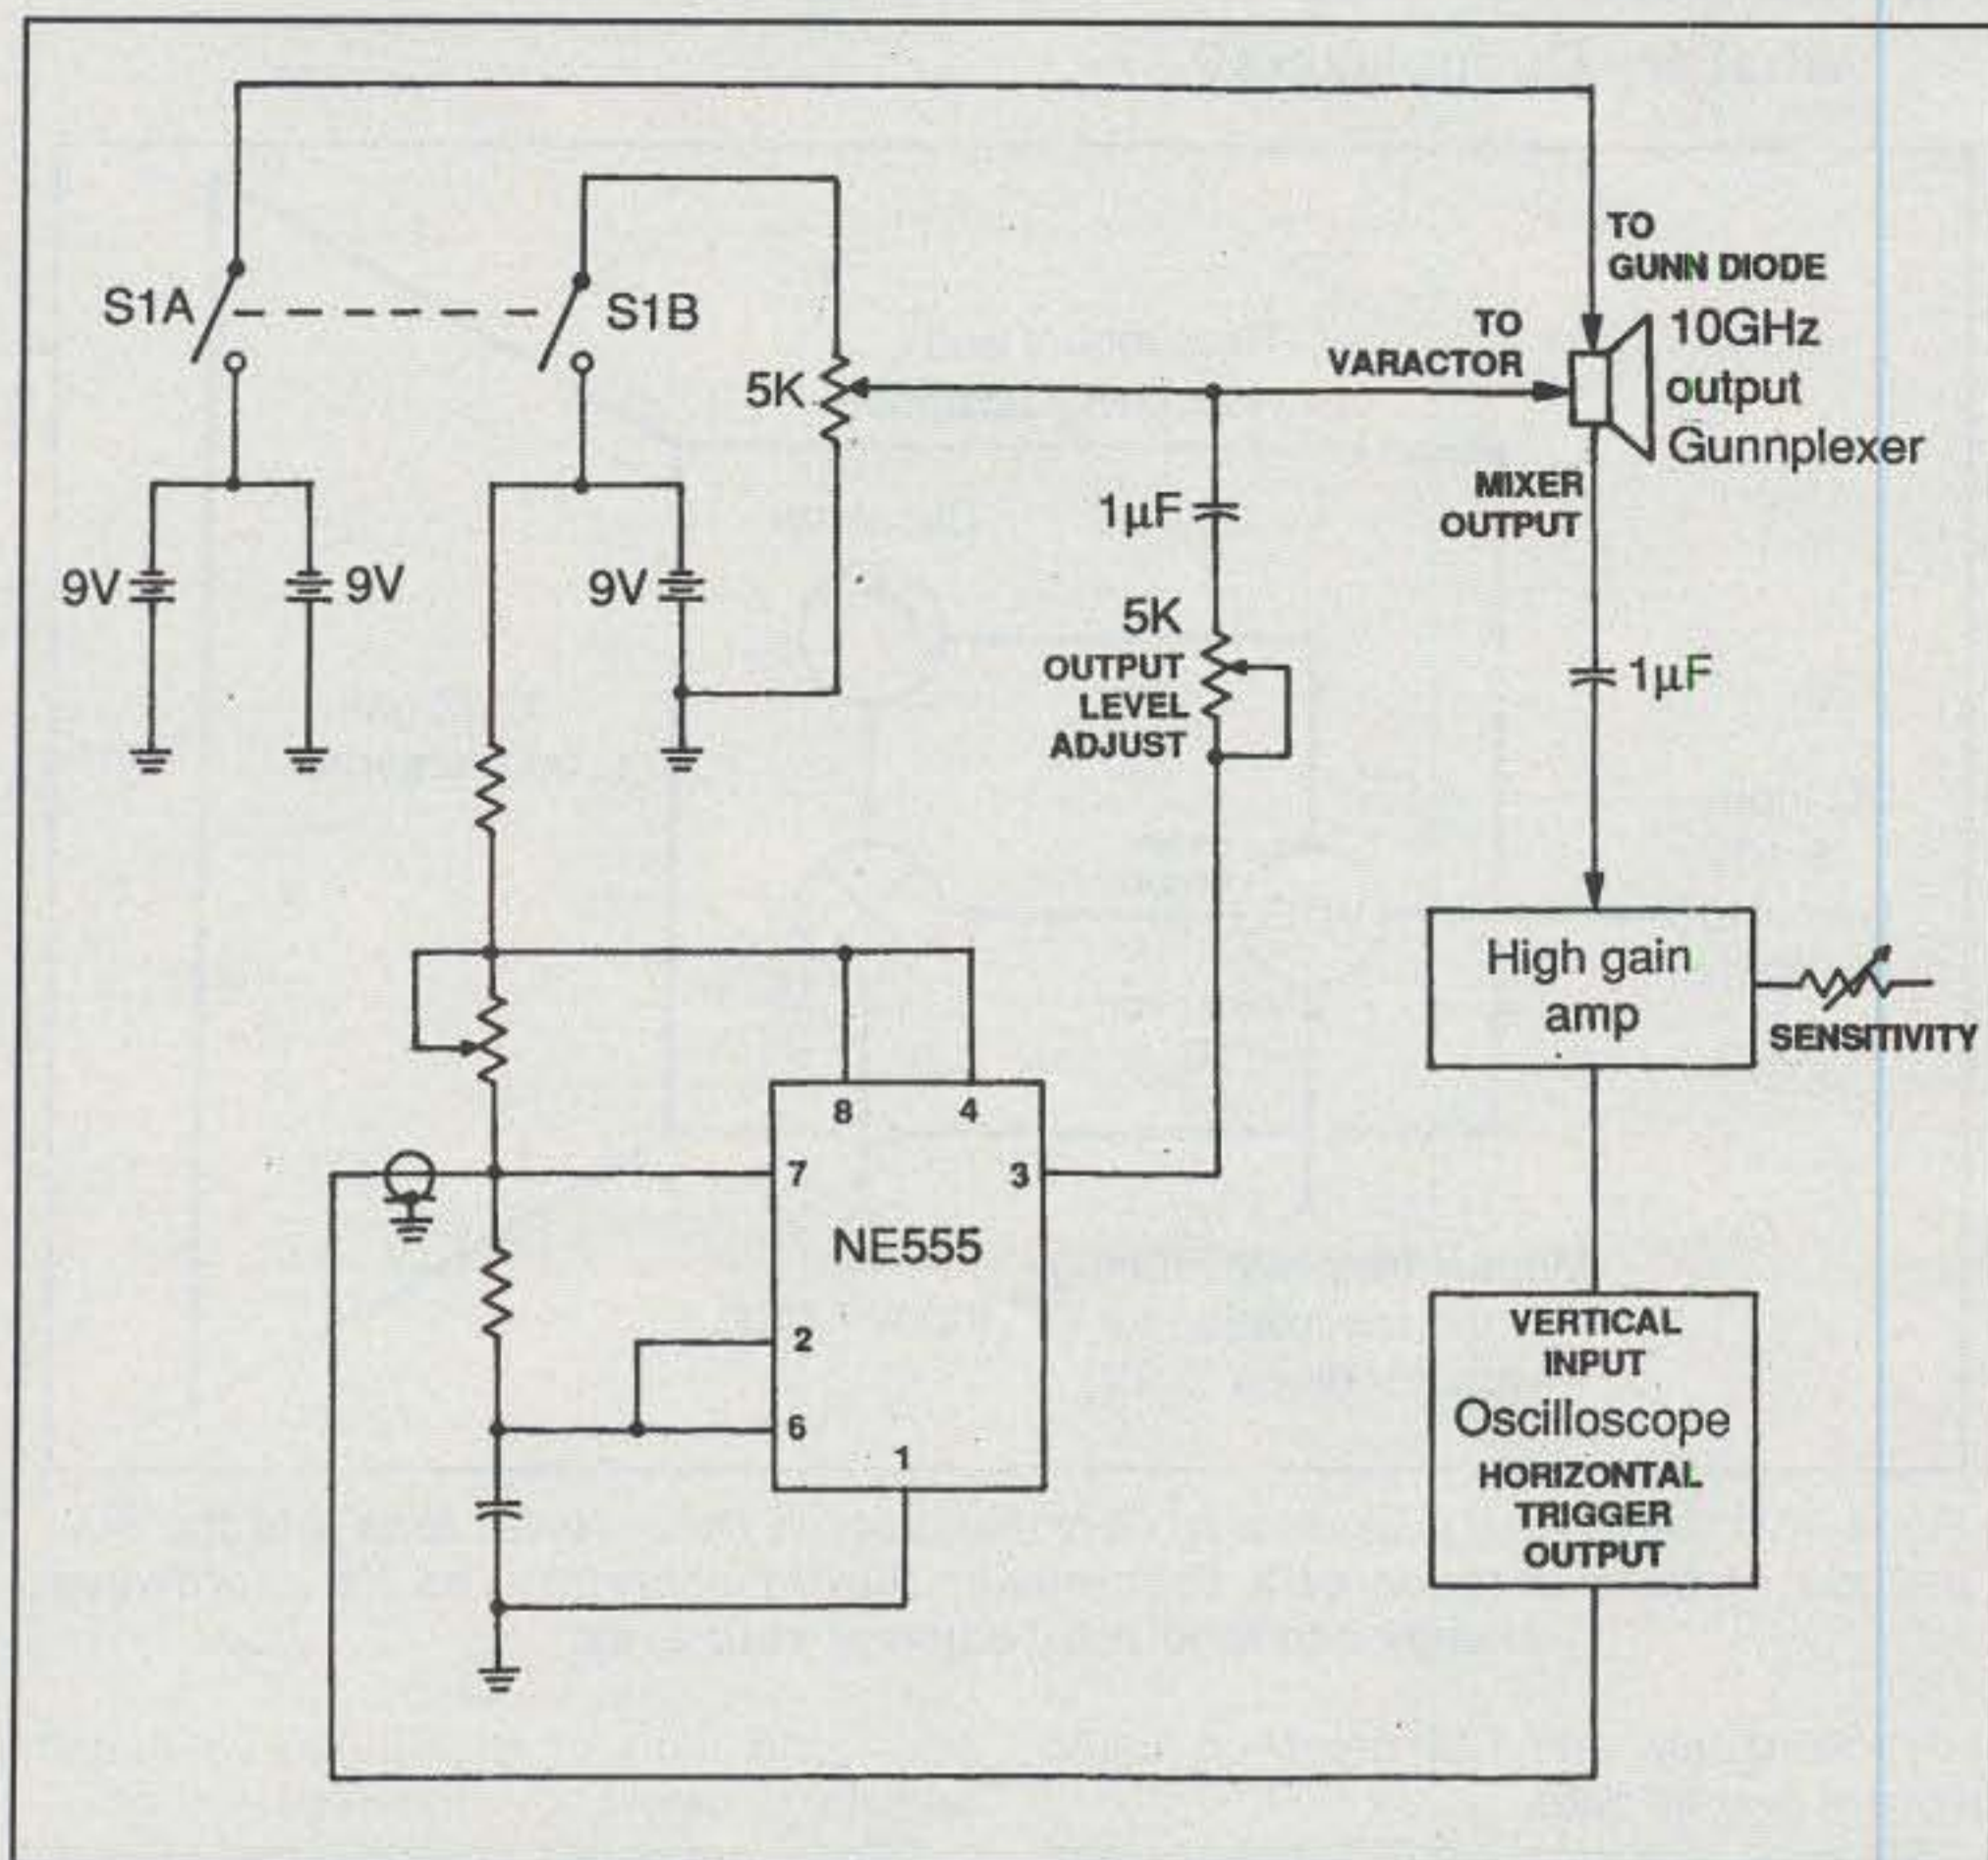 TO
GUNN DIODE
S1A
S1B
10GHz
output
Gunnplexer
TO
VARACTOR
5K
MIXER
OUTPUT
1µF
9V
9V
9V
5K
OUTPUT
LEVEL
ADJUST
1µF
High gain
amp
SENSITIVITY
8
4
7
3
NE555
2
6
1
VERTICAL
INPUT
Oscilloscope
HORIZONTAL
TRIGGER
OUTPUT